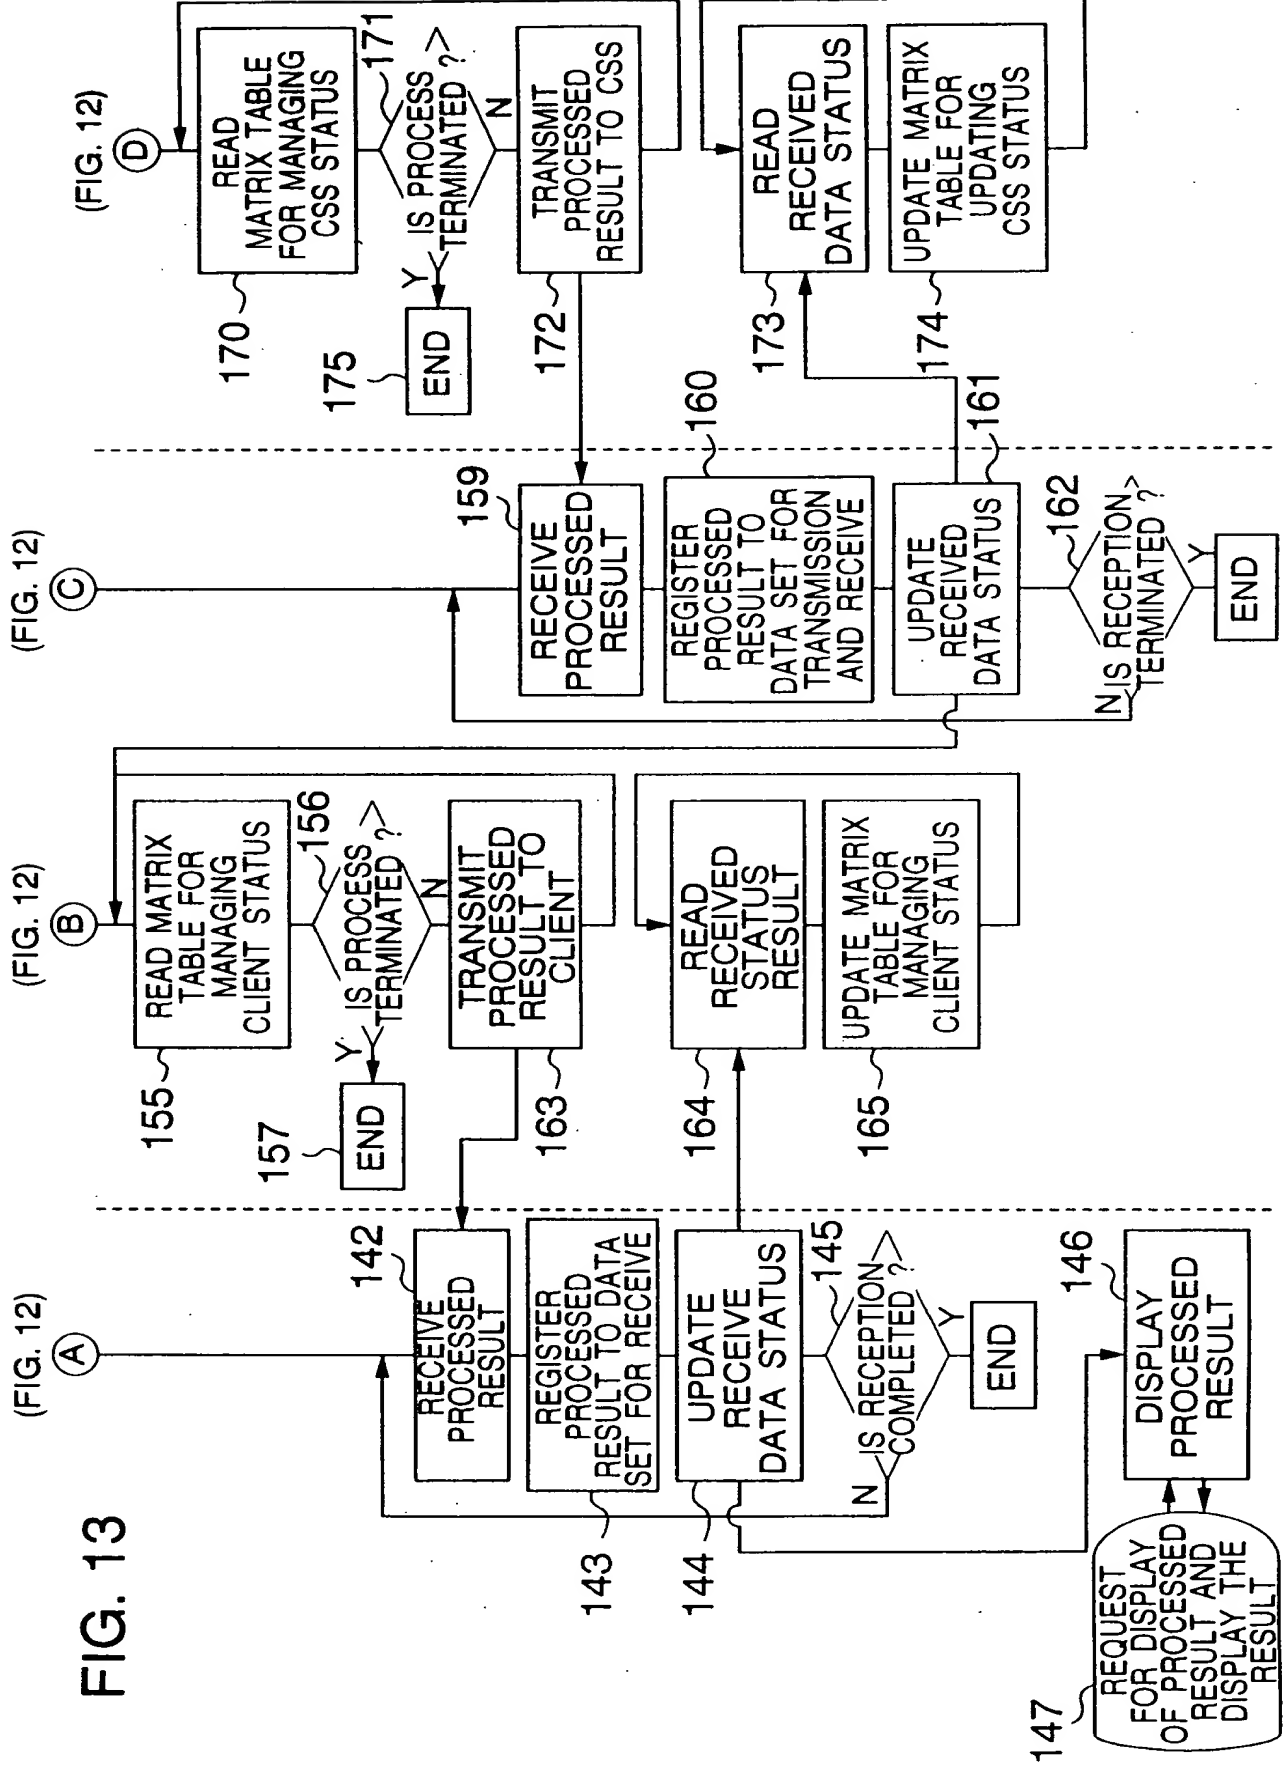 FIG. 13
(FIG. 12)
A
RECEIVE
PROCESSED
RESULT
142
REGISTER
PROCESSED
RESULT TO DATA
SET FOR RECEIVE
143
UPDATE
RECEIVE
DATA STATUS
144
IS RECEPTION
COMPLETED ?
145
N
Y
END
DISPLAY
PROCESSED
RESULT
146
REQUEST
FOR DISPLAY
OF PROCESSED
RESULT AND
DISPLAY THE
RESULT
147
(FIG. 12)
B
READ MATRIX
TABLE FOR
MANAGING
CLIENT STATUS
155
IS PROCESS
TERMINATED ?
156
Y
N
END
157
TRANSMIT
PROCESSED
RESULT TO
CLIENT
163
READ
RECEIVED
STATUS
RESULT
164
UPDATE MATRIX
TABLE FOR
MANAGING
CLIENT STATUS
165
(FIG. 12)
C
RECEIVE
PROCESSED
RESULT
159
REGISTER
PROCESSED
RESULT TO
DATA SET FOR
TRANSMISSION
AND RECEIVE
160
UPDATE
RECEIVED
DATA STATUS
161
IS RECEPTION
TERMINATED ?
162
N
Y
END
(FIG. 12)
D
READ
MATRIX TABLE
FOR MANAGING
CSS STATUS
170
IS PROCESS
TERMINATED ?
171
Y
N
END
175
TRANSMIT
PROCESSED
RESULT TO CSS
172
READ
RECEIVED
DATA STATUS
173
UPDATE MATRIX
TABLE FOR
UPDATING
CSS STATUS
174